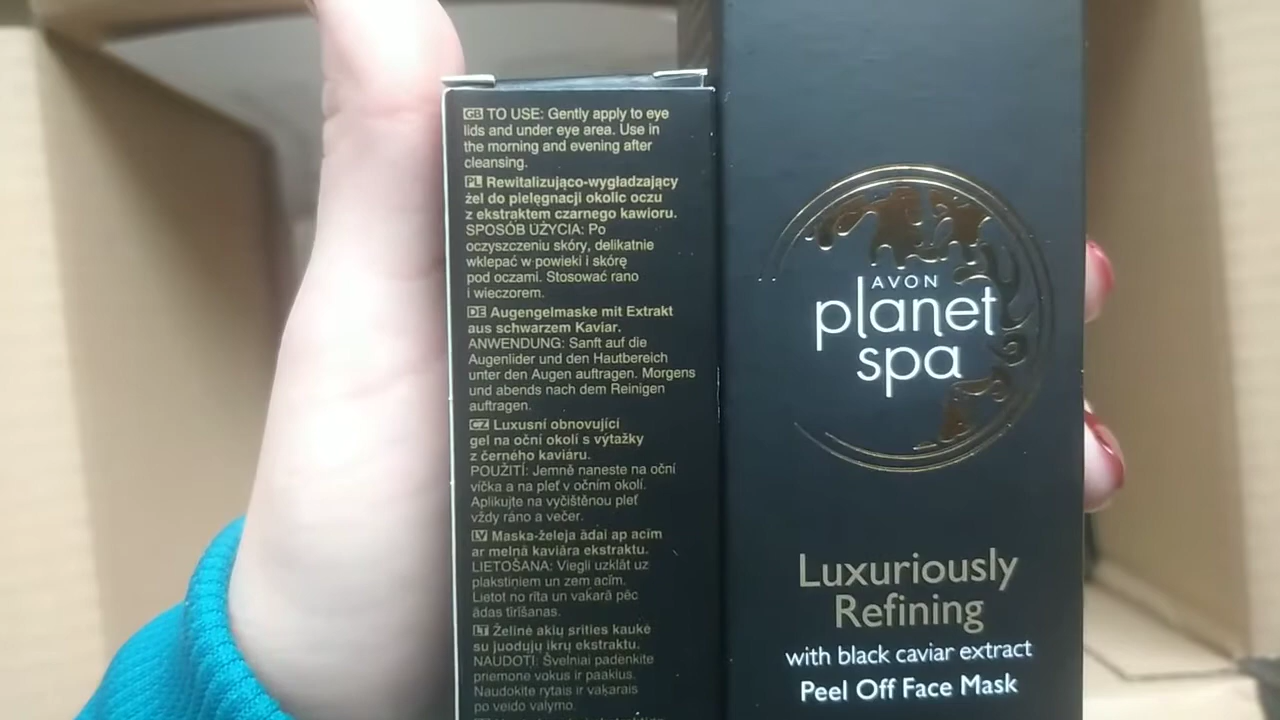 GB TO USE: Gently apply to eye
lids and under eye area. Use in
the morning and evening after
cleansing.
PL Rewitalizująco-wygładzający
żel do pielęgnacji okolic oczu
z ekstraktem czarnego kawioru.
SPOSÓB UŻYCIA: Po
oczyszczeniu skóry, delikatnie
wklepać w powieki i skórę
pod oczami. Stosować rano
i wieczorem.
DE Augengelmaske mit Extrakt
aus schwarzem Kaviar.
ANWENDUNG: Sanft auf die
Augenlider und den Hautbereich
unter den Augen auftragen. Morgens
und abends nach dem Reinigen
auftragen.
CZ Luxusní obnovující
gel na oční okolí s výtažky
z černého kaviáru.
POUŽITÍ: Jemně naneste na oční
víčka a na pleť v očním okolí.
Aplikujte na vyčištěnou pleť
vždy ráno a večer.
LV Maska-želeja ādai ap acīm
ar melnā kaviāra ekstraktu.
LIETOŠANA: Viegli uzklāt uz
plakstiņiem un zem acīm.
Lietot no rīta un vakarā pēc
ādas tīrīšanas.
LT Želinė akių srities kaukė
su juodųjų ikrų ekstraktu.
NAUDOTI: Švelniai padenkite
priemone vokus ir paakius.
Naudokite rytais ir vakarais
po veido valymo.
AVON
planet
spa
Luxuriously
Refining
with black caviar extract
Peel Off Face Mask